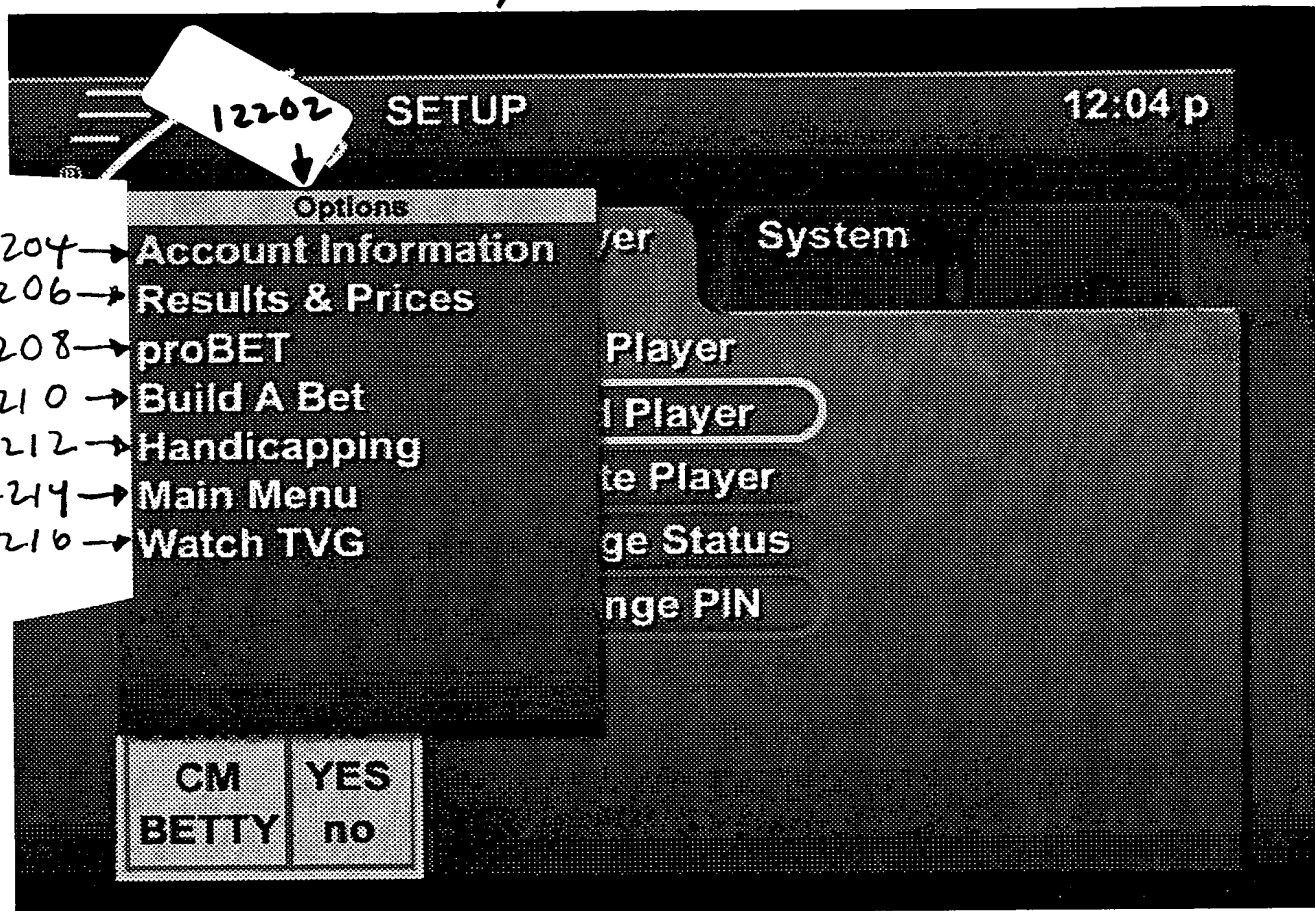 12202
SETUP
12:04 p
Options
204 Account Information
206 Results & Prices
208 proBET
210 Build A Bet
212 Handicapping
214 Main Menu
216 Watch TVG
yer
System
Player
l Player
te Player
ge Status
nge PIN
CM YES
BETTY no